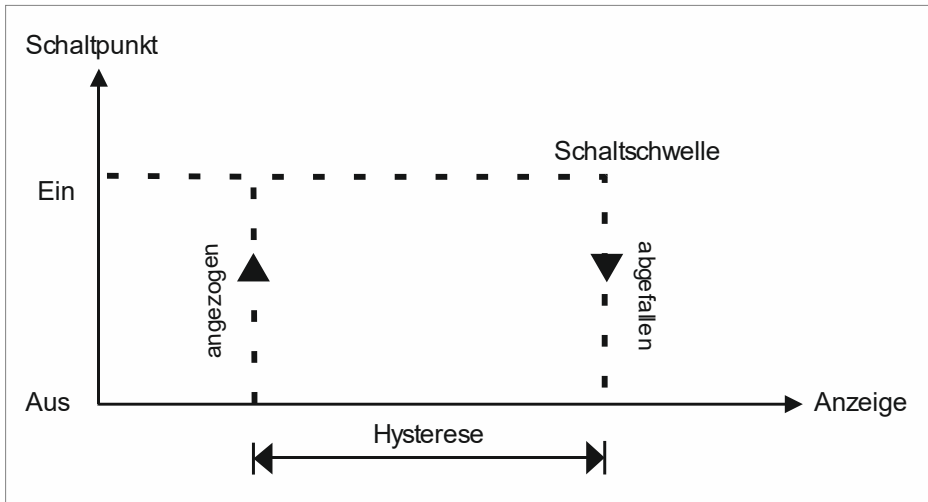 Schaltpunkt
Schaltschwelle
Ein
angezogen
abgefallen
Aus
Anzeige
Hysterese